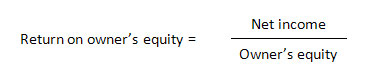 Net income
Return on owner’s equity =
Owner’s equity